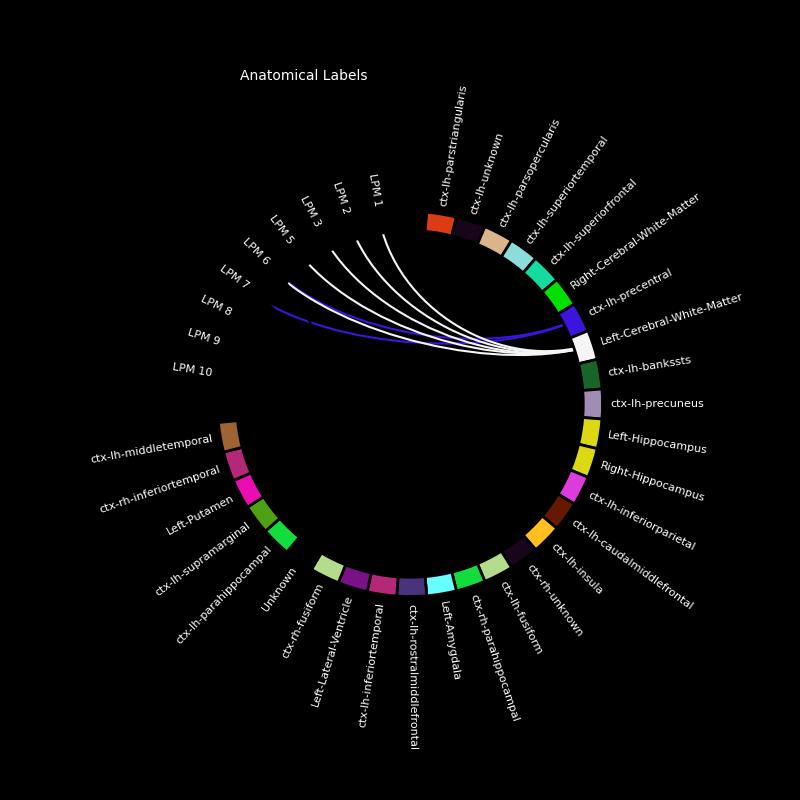 Anatomical Labels
ctx-lh-parstriangularis
ctx-lh-unknown
ctx-lh-parsopercularis
ctx-lh-superiortemporal
ctx-lh-superiorfrontal
Right-Cerebral-White-Matter
ctx-lh-precentral
Left-Cerebral-White-Matter
ctx-lh-bankssts
ctx-lh-precuneus
Left-Hippocampus
Right-Hippocampus
ctx-lh-inferiorparietal
ctx-lh-caudalmiddlefrontal
ctx-lh-insula
ctx-rh-unknown
ctx-lh-fusiform
ctx-rh-parahippocampal
Left-Amygdala
ctx-lh-rostralmiddlefrontal
ctx-lh-inferiortemporal
Left-Lateral-Ventricle
ctx-rh-fusiform
Unknown
ctx-lh-parahippocampal
ctx-lh-supramarginal
Left-Putamen
ctx-rh-inferiortemporal
ctx-lh-middletemporal
LPM 10
LPM 9
LPM 8
LPM 7
LPM 6
LPM 5
LPM 3
LPM 2
LPM 1